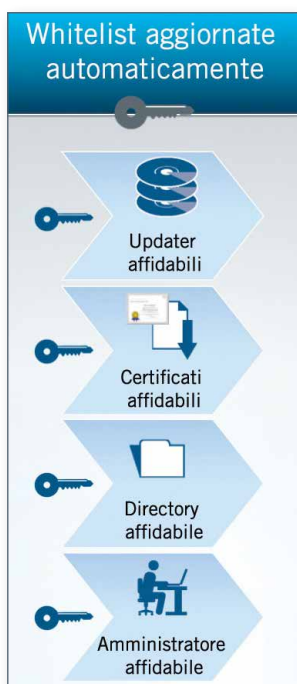 Whitelist aggiornate
automaticamente
Updater
affidabili
Certificati
affidabili
Directory
affidabile
Amministratore
affidabile